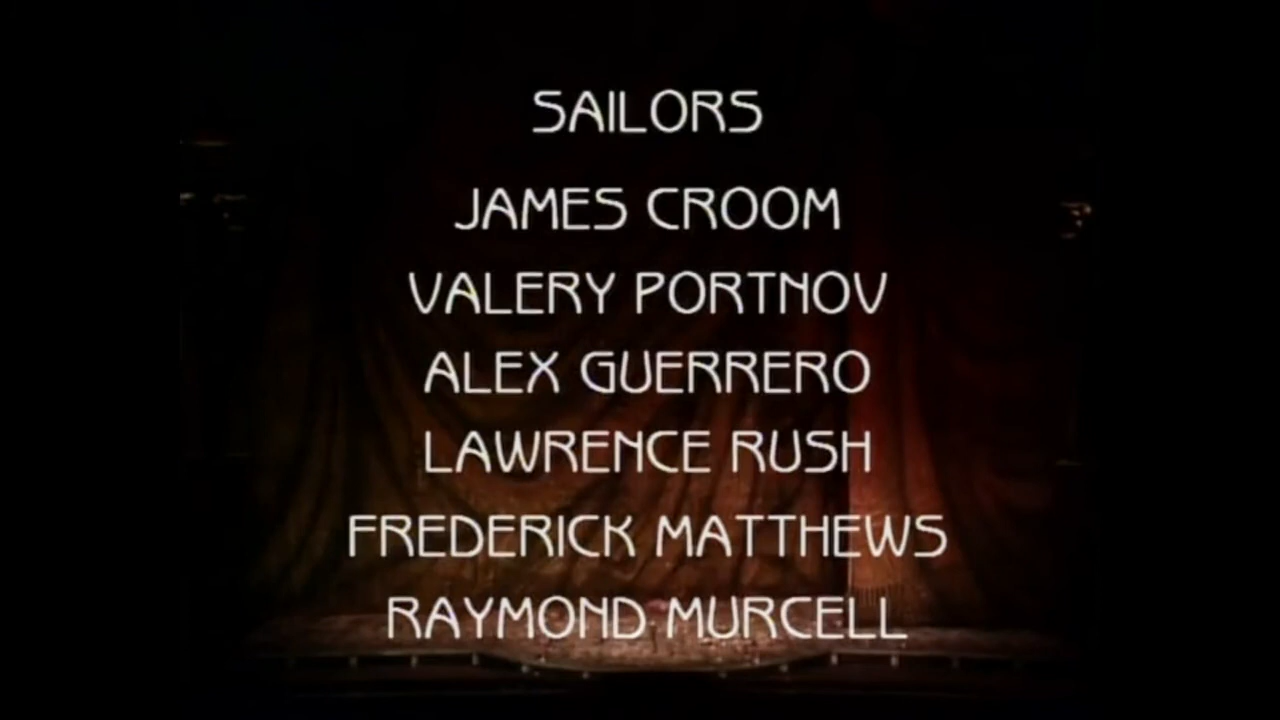 SAILORS
JAMES CROOM
VALERY PORTNOV
ALEX GUERRERO
LAWRENCE RUSH
FREDERICK MATTHEWS
RAYMOND MURCELL